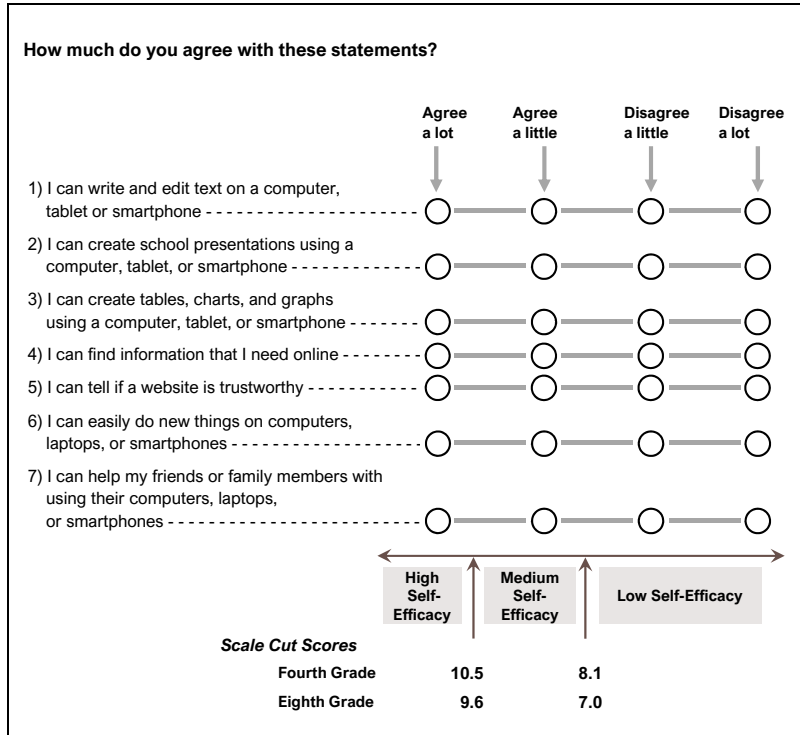 How much do you agree with these statements?
Agree a lot
Agree a little
Disagree a little
Disagree a lot
1) I can write and edit text on a computer,
tablet or smartphone
2) I can create school presentations using a
computer, tablet, or smartphone
3) I can create tables, charts, and graphs
using a computer, tablet, or smartphone
4) I can find information that I need online
5) I can tell if a website is trustworthy
6) I can easily do new things on computers,
laptops, or smartphones
7) I can help my friends or family members with
using their computers, laptops,
or smartphones
High
Self-
Efficacy
Medium
Self-
Efficacy
Low Self-Efficacy
Scale Cut Scores
Fourth Grade 10.5 8.1
Eighth Grade 9.6 7.0